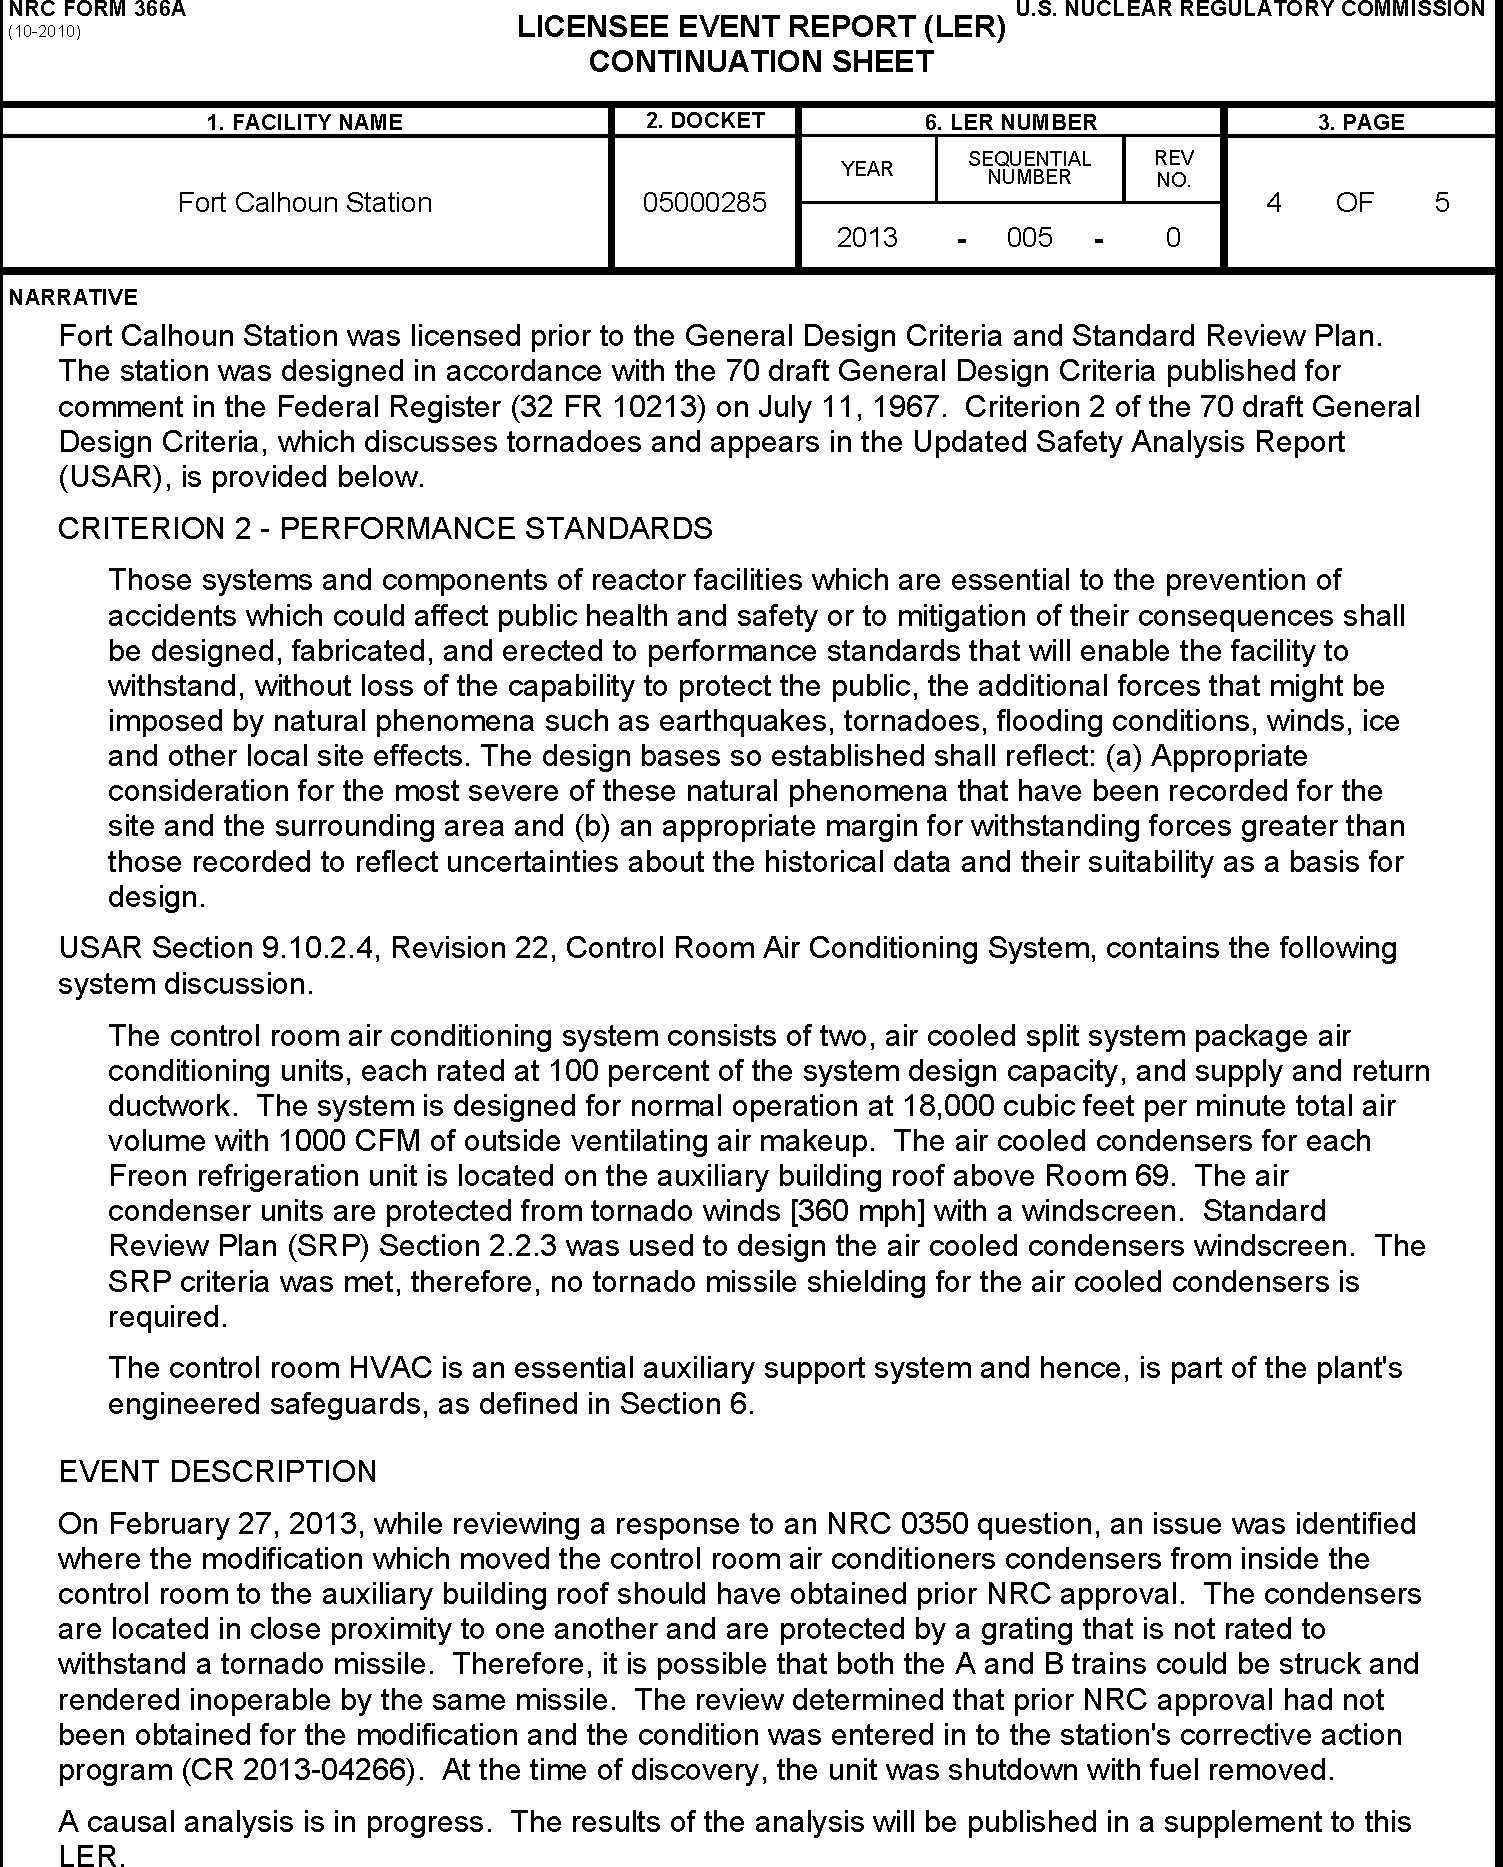 NRC FORM 366A
(10-2010)
U.S. NUCLEAR REGULATORY COMMISSION
LICENSEE EVENT REPORT (LER)
CONTINUATION SHEET
1. FACILITY NAME
2. DOCKET
6. LER NUMBER
3. PAGE
Fort Calhoun Station
05000285
YEAR
SEQUENTIAL
NUMBER
REV
NO.
4 OF 5
2013 - 005 - 0
NARRATIVE
Fort Calhoun Station was licensed prior to the General Design Criteria and Standard Review Plan.
The station was designed in accordance with the 70 draft General Design Criteria published for
comment in the Federal Register (32 FR 10213) on July 11, 1967.  Criterion 2 of the 70 draft General
Design Criteria, which discusses tornadoes and appears in the Updated Safety Analysis Report
(USAR), is provided below.
CRITERION 2 - PERFORMANCE STANDARDS
Those systems and components of reactor facilities which are essential to the prevention of
accidents which could affect public health and safety or to mitigation of their consequences shall
be designed, fabricated, and erected to performance standards that will enable the facility to
withstand, without loss of the capability to protect the public, the additional forces that might be
imposed by natural phenomena such as earthquakes, tornadoes, flooding conditions, winds, ice
and other local site effects. The design bases so established shall reflect: (a) Appropriate
consideration for the most severe of these natural phenomena that have been recorded for the
site and the surrounding area and (b) an appropriate margin for withstanding forces greater than
those recorded to reflect uncertainties about the historical data and their suitability as a basis for
design.
USAR Section 9.10.2.4, Revision 22, Control Room Air Conditioning System, contains the following
system discussion.
The control room air conditioning system consists of two, air cooled split system package air
conditioning units, each rated at 100 percent of the system design capacity, and supply and return
ductwork.  The system is designed for normal operation at 18,000 cubic feet per minute total air
volume with 1000 CFM of outside ventilating air makeup.  The air cooled condensers for each
Freon refrigeration unit is located on the auxiliary building roof above Room 69.  The air
condenser units are protected from tornado winds [360 mph] with a windscreen.  Standard
Review Plan (SRP) Section 2.2.3 was used to design the air cooled condensers windscreen.  The
SRP criteria was met, therefore, no tornado missile shielding for the air cooled condensers is
required.
The control room HVAC is an essential auxiliary support system and hence, is part of the plant's
engineered safeguards, as defined in Section 6.
EVENT DESCRIPTION
On February 27, 2013, while reviewing a response to an NRC 0350 question, an issue was identified
where the modification which moved the control room air conditioners condensers from inside the
control room to the auxiliary building roof should have obtained prior NRC approval.  The condensers
are located in close proximity to one another and are protected by a grating that is not rated to
withstand a tornado missile.  Therefore, it is possible that both the A and B trains could be struck and
rendered inoperable by the same missile.  The review determined that prior NRC approval had not
been obtained for the modification and the condition was entered in to the station's corrective action
program (CR 2013-04266).  At the time of discovery, the unit was shutdown with fuel removed.
A causal analysis is in progress.  The results of the analysis will be published in a supplement to this
LER.